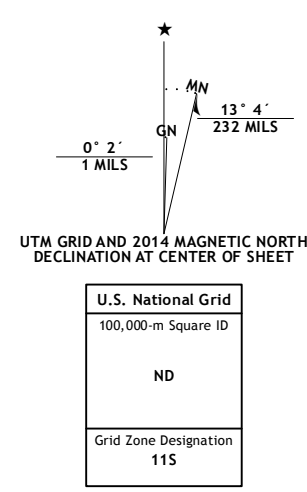 ★
MN
GN
13° 4´
232 MILS
0° 2´
1 MILS
UTM GRID AND 2014 MAGNETIC NORTH
DECLINATION AT CENTER OF SHEET
U.S. National Grid
100,000-m Square ID
ND
Grid Zone Designation
11S